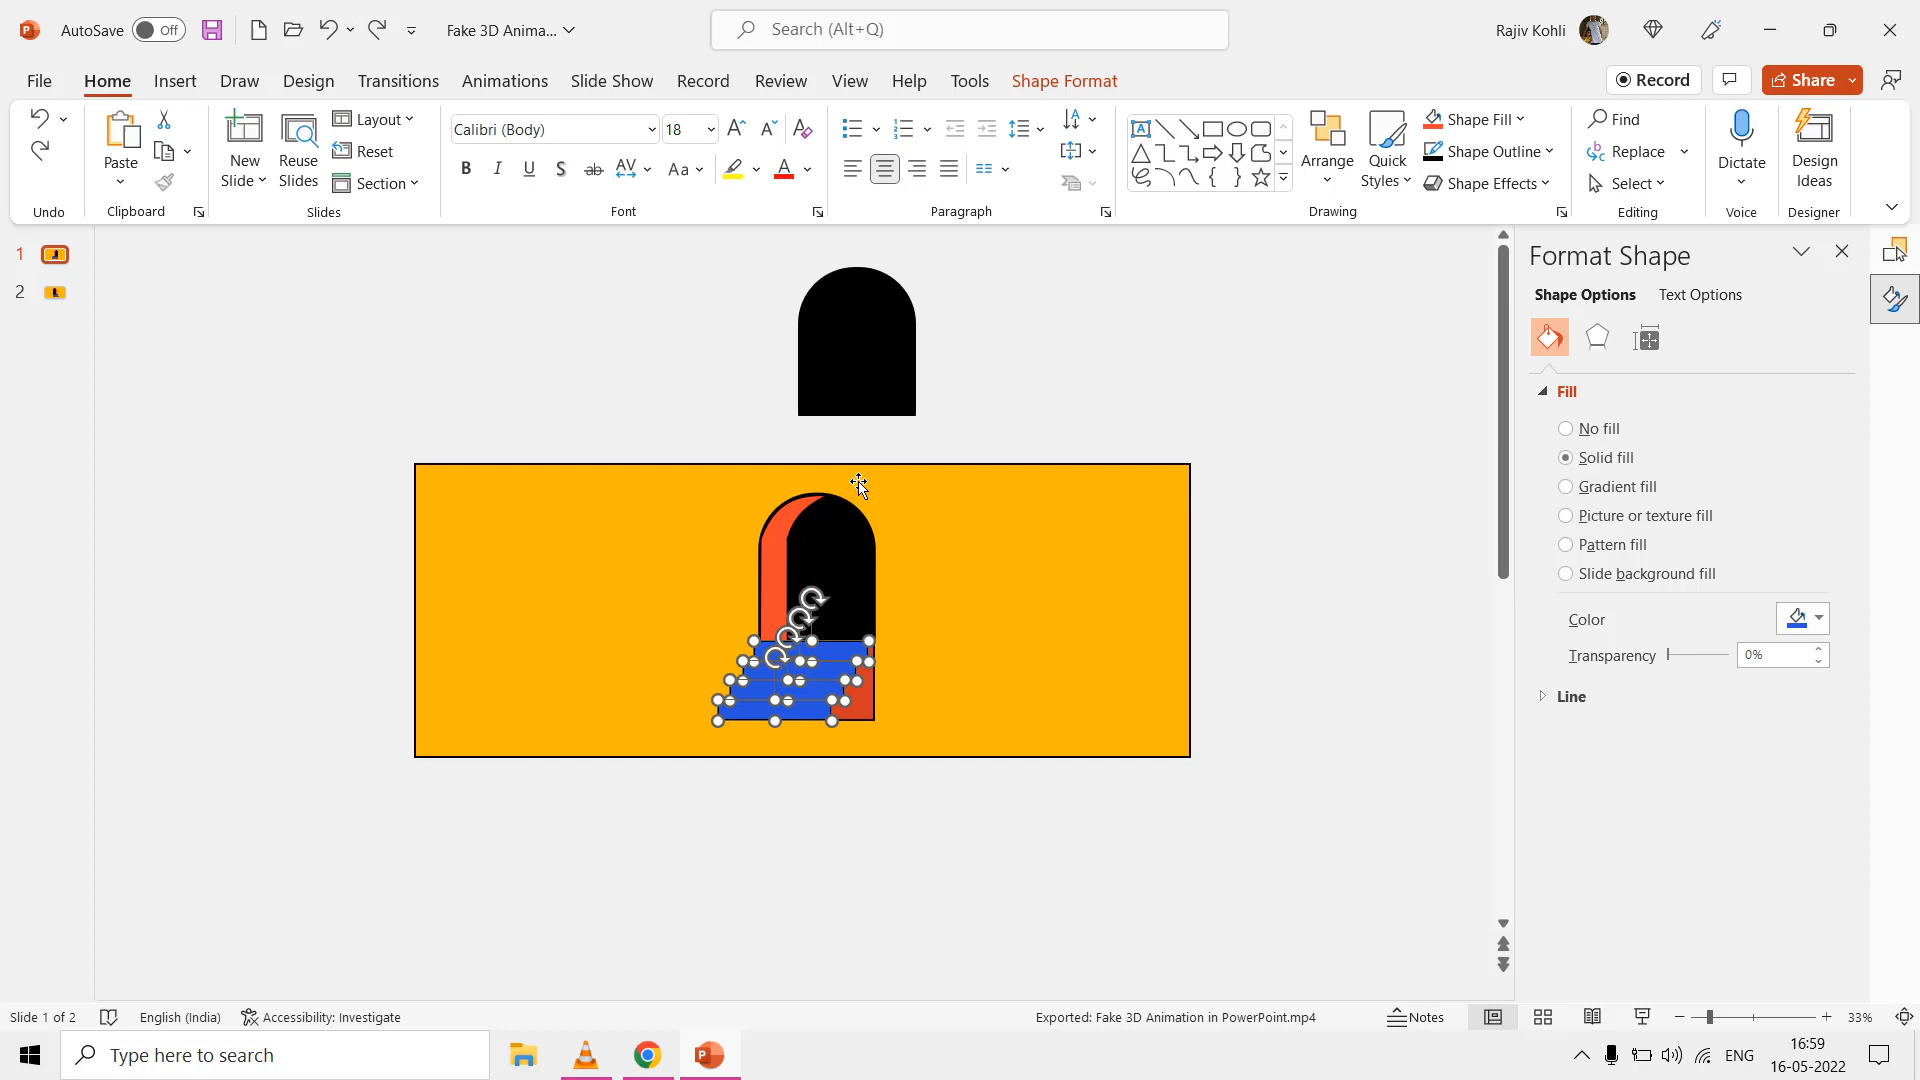 AutoSave Off Fake 3D Anima... Search (Alt+Q) Rajiv Kohli
File Home Insert Draw Design Transitions Animations Slide Show Record Review View Help Tools Shape Format Record Share
Undo
Paste
Clipboard
New Slide
Reuse Slides
Layout
Reset
Section
Slides
Calibri (Body) 18
Font
Paragraph
Arrange
Quick Styles
Shape Fill
Shape Outline
Shape Effects
Drawing
Find
Replace
Select
Editing
Dictate
Voice
Design Ideas
Designer
1
2
Format Shape
Shape Options Text Options
Fill
No fill
Solid fill
Gradient fill
Picture or texture fill
Pattern fill
Slide background fill
Color
Transparency 0%
Line
Slide 1 of 2 English (India) Accessibility: Investigate Exported: Fake 3D Animation in PowerPoint.mp4 Notes 33%
Type here to search ENG 16:59
16-05-2022